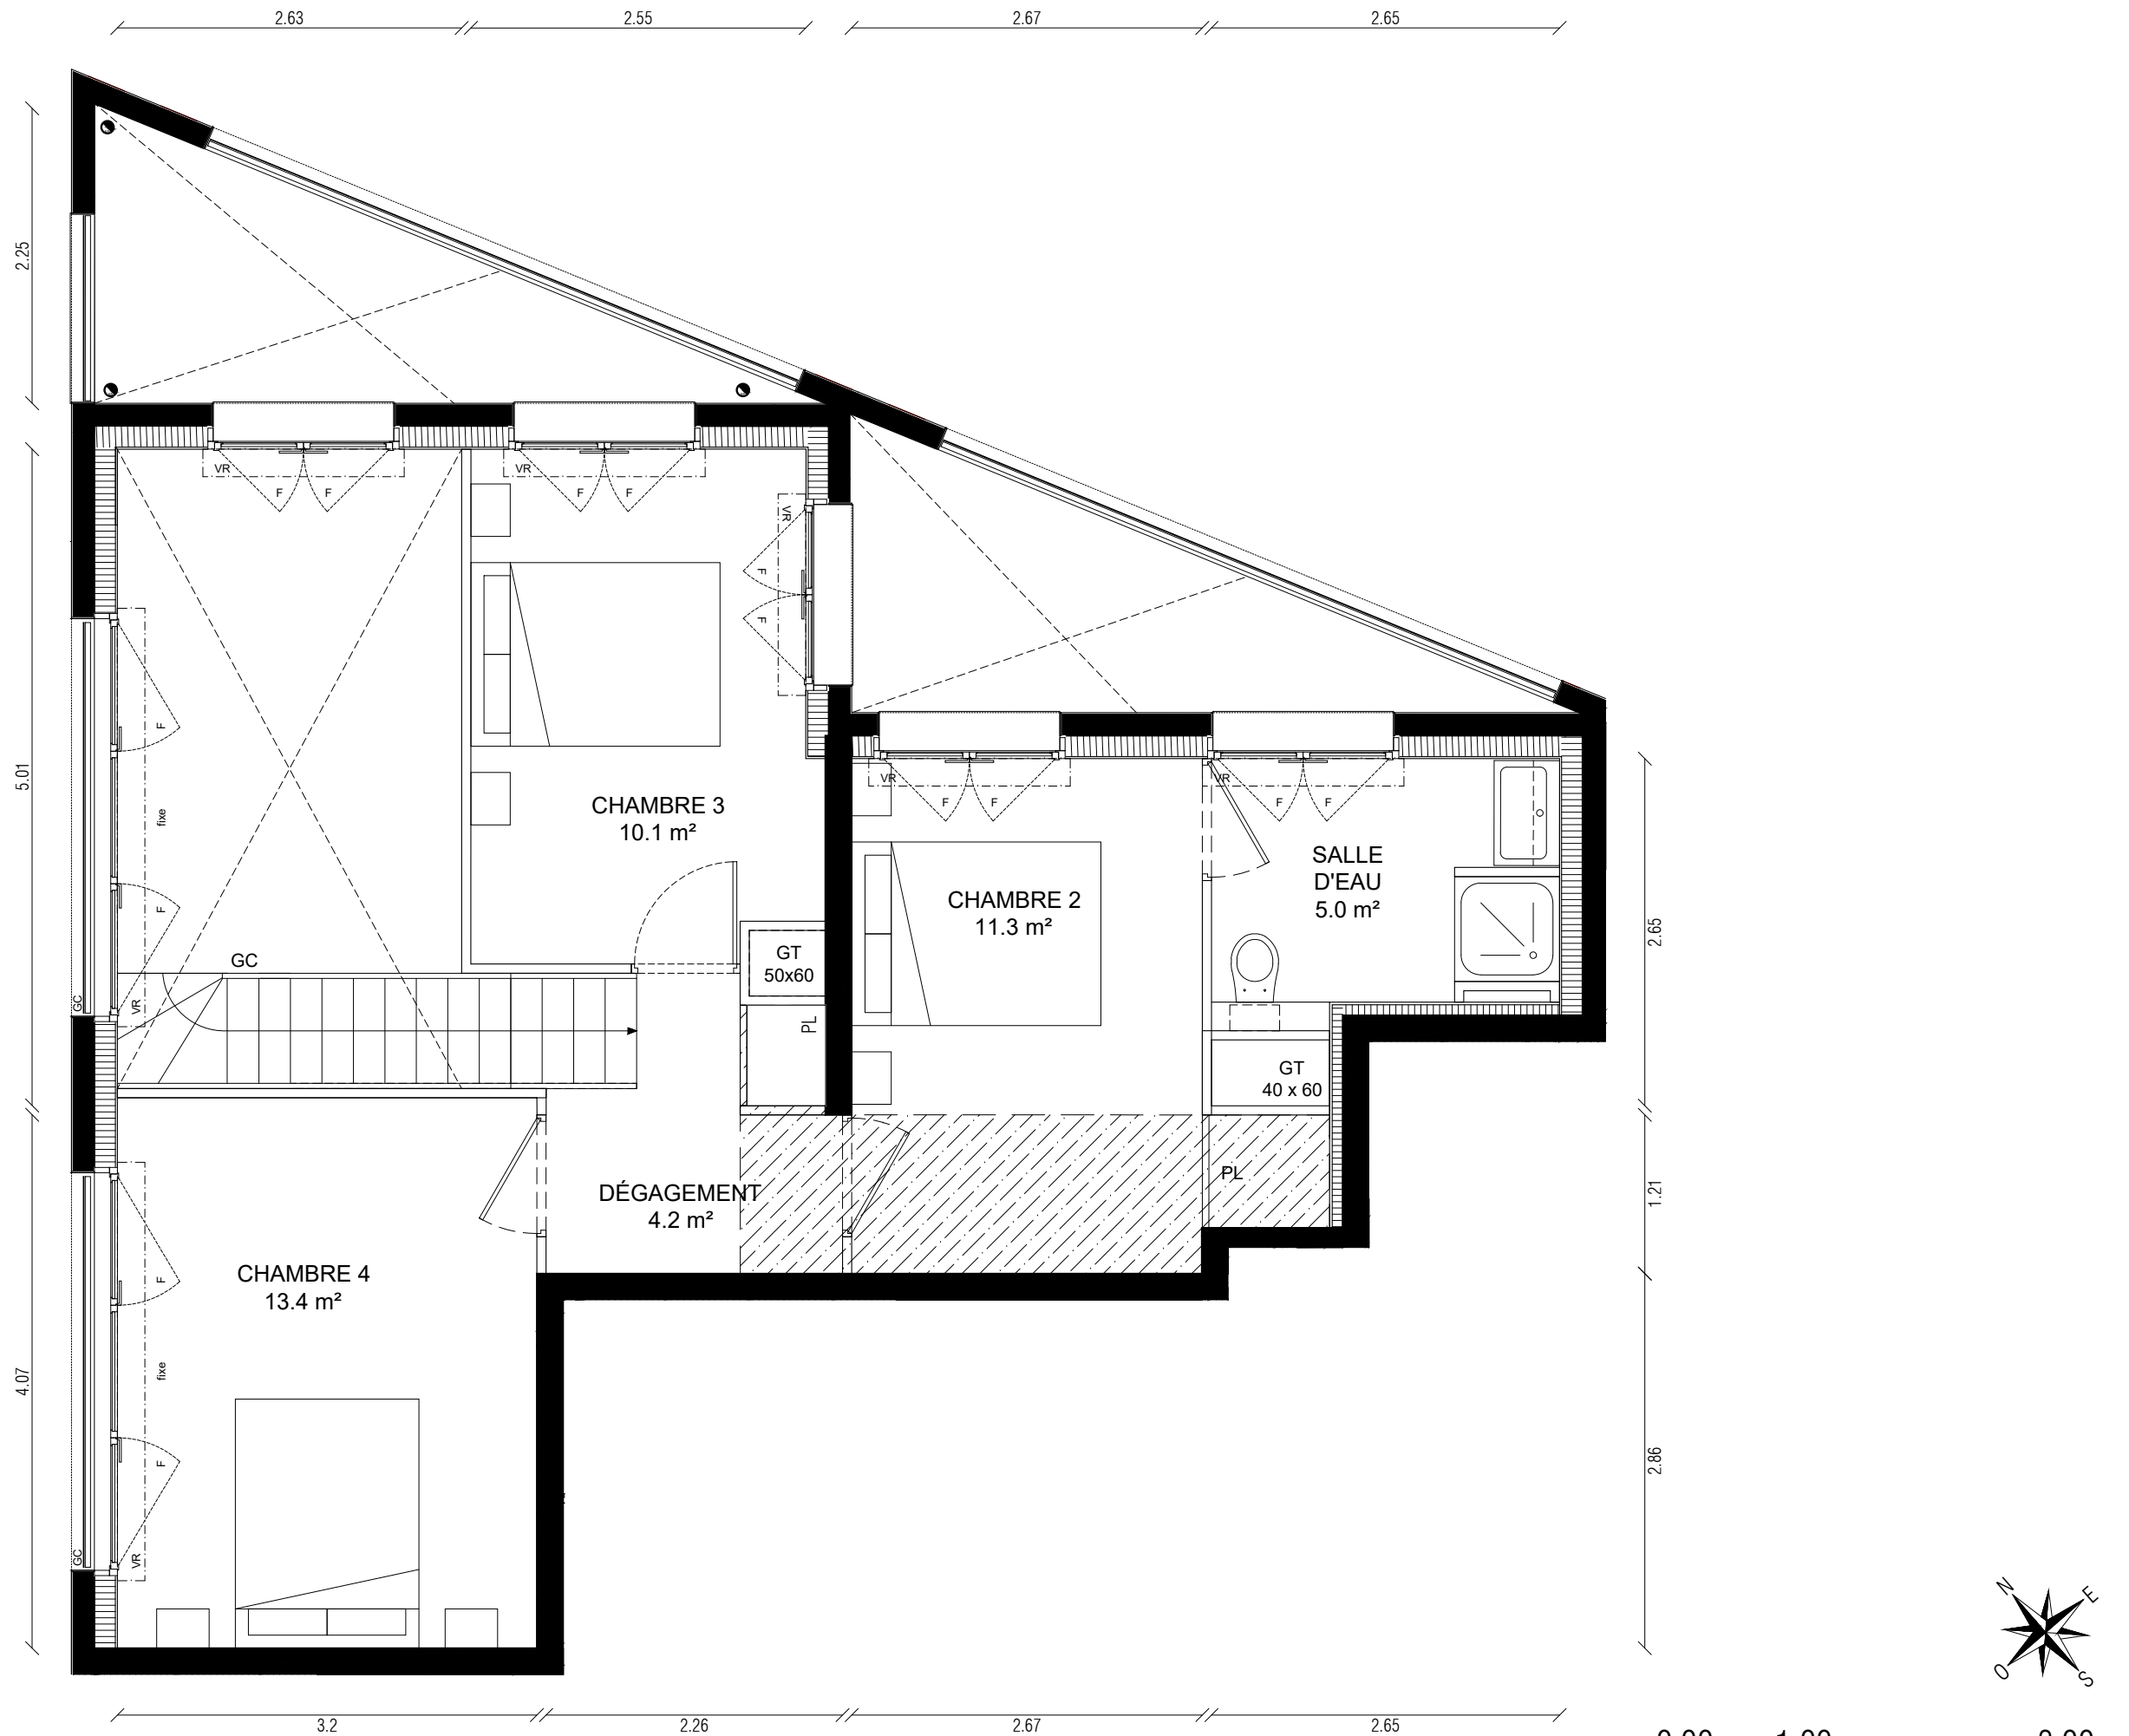 2.63
2.55
2.67
2.65
2.25
VR
F
F
VR
F
F
VR
F
F
5.01
F
fixe
F
VR
GC
GC
CHAMBRE 3
10.1 m²
GT
50x60
PL
VR
F
F
VR
F
F
CHAMBRE 2
11.3 m²
SALLE
D'EAU
5.0 m²
2.65
GT
40 x 60
PL
1.21
DÉGAGEMENT
4.2 m²
CHAMBRE 4
13.4 m²
F
fixe
F
VR
GC
4.07
2.86
N
E
O
S
3.2
2.26
2.67
2.65